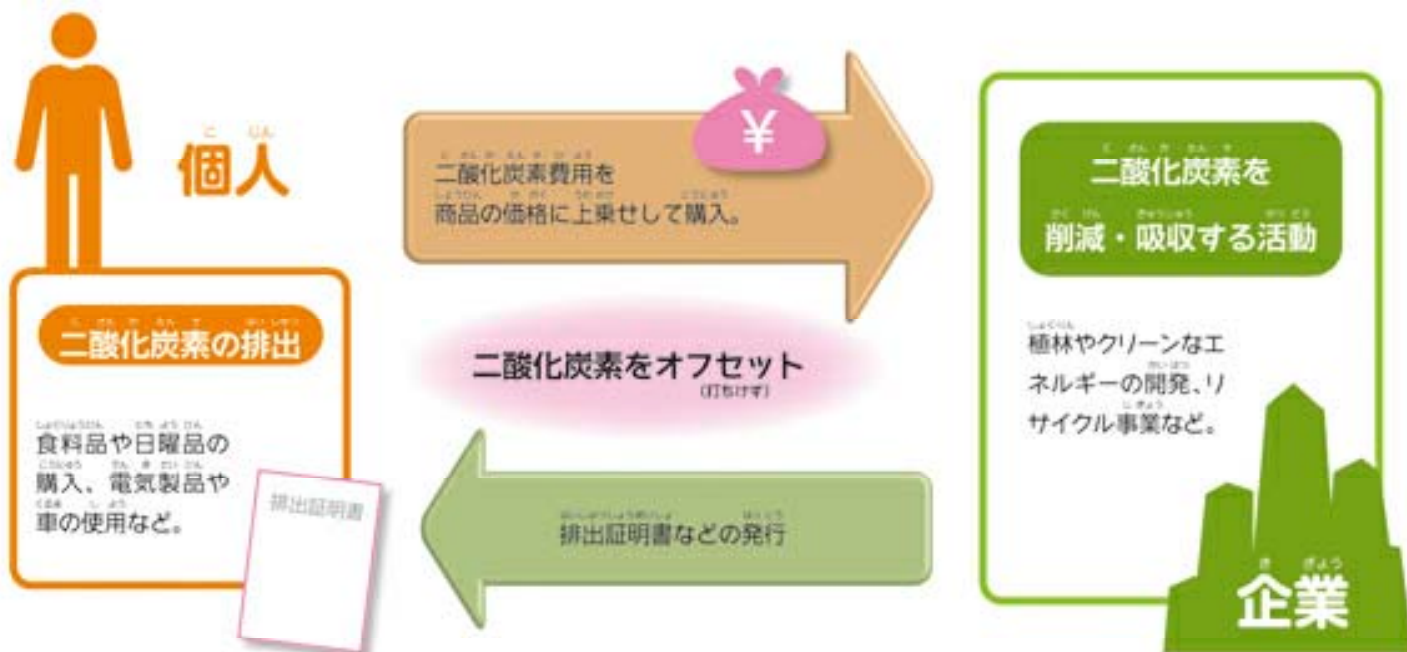 個人
二酸化炭素の排出
食料品や日曜品の
購入、電気製品や
車の使用など。
排出証明書
二酸化炭素費用を
商品の価格に上乗せして購入。
¥
二酸化炭素をオフセット
(打ちけす)
排出証明書などの発行
二酸化炭素を
削減・吸収する活動
植林やクリーンなエ
ネルギーの開発、リ
サイクル事業など。
企業